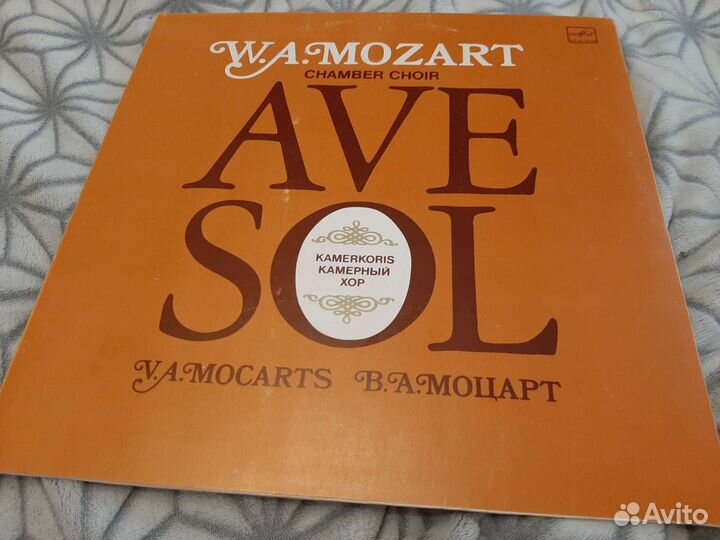 W.A.MOZART
CHAMBER CHOIR
AVE
SOL
KAMERKORIS
КАМЕРНЫЙ
ХОР
V.A.MOCARTS В.А.МОЦАРТ
Avito